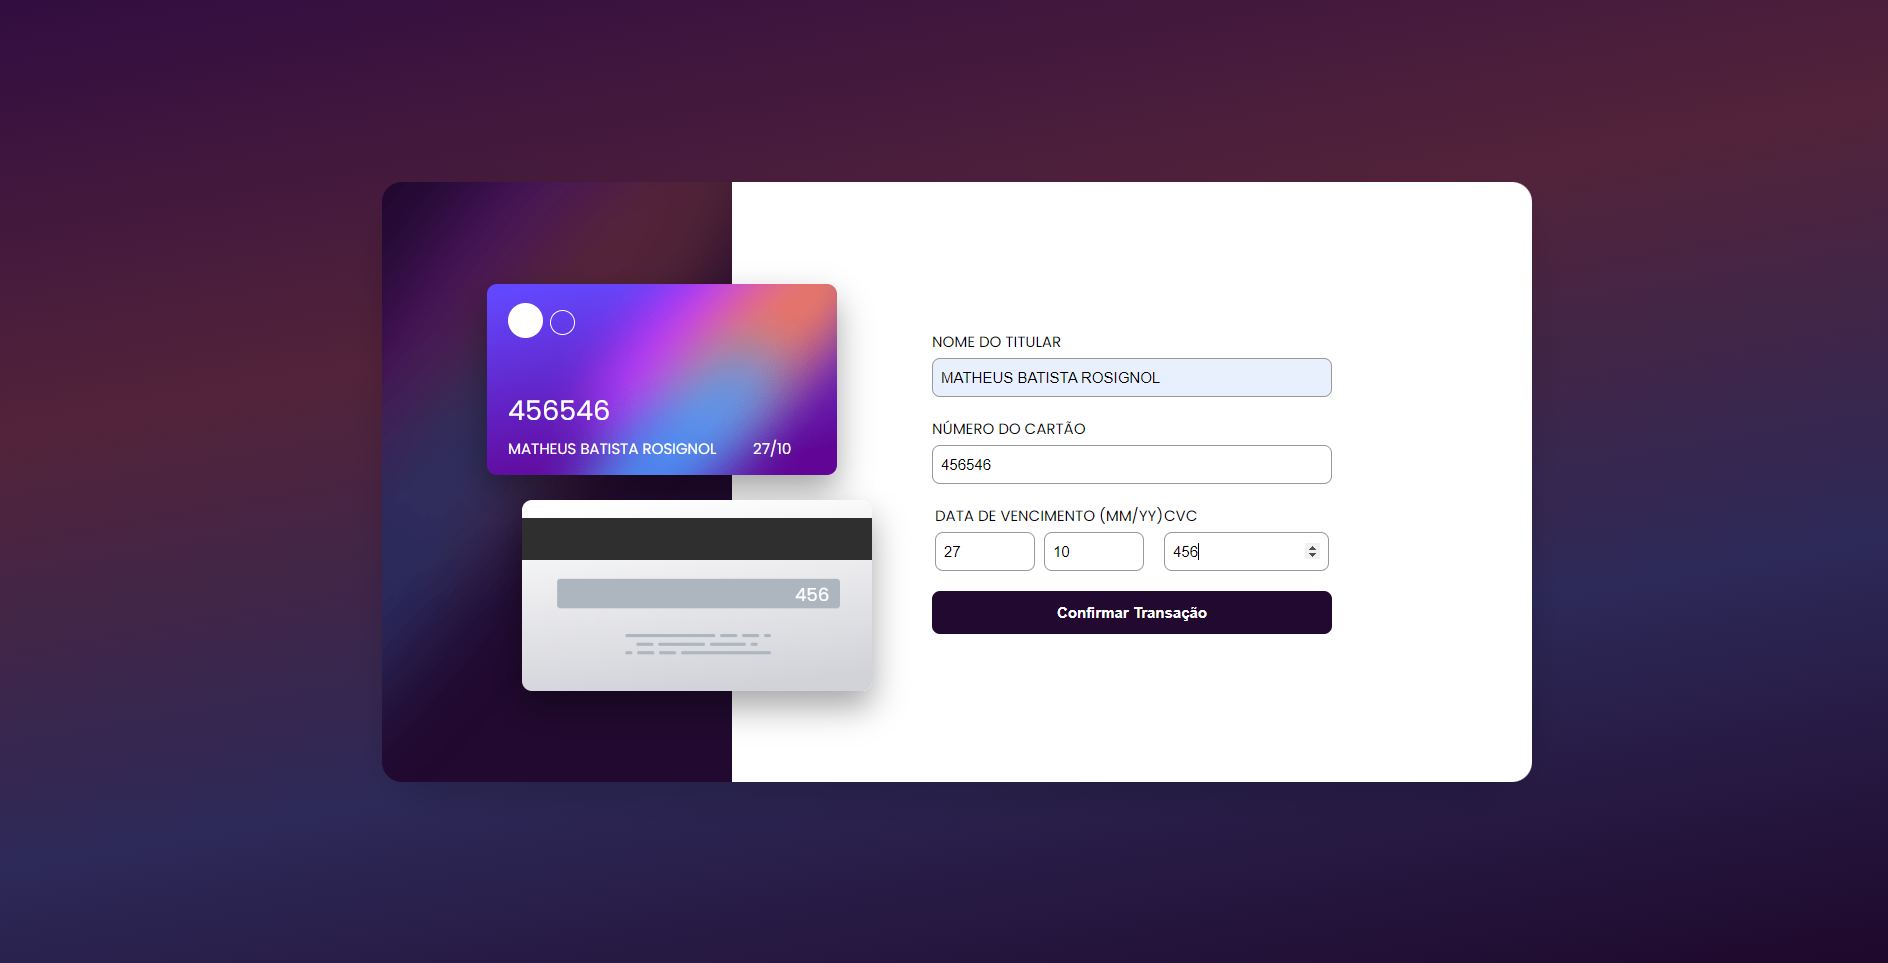 456546
MATHEUS BATISTA ROSIGNOL 27/10
456
NOME DO TITULAR
MATHEUS BATISTA ROSIGNOL
NÚMERO DO CARTÃO
456546
DATA DE VENCIMENTO (MM/YY) CVC
27 10 456
Confirmar Transação